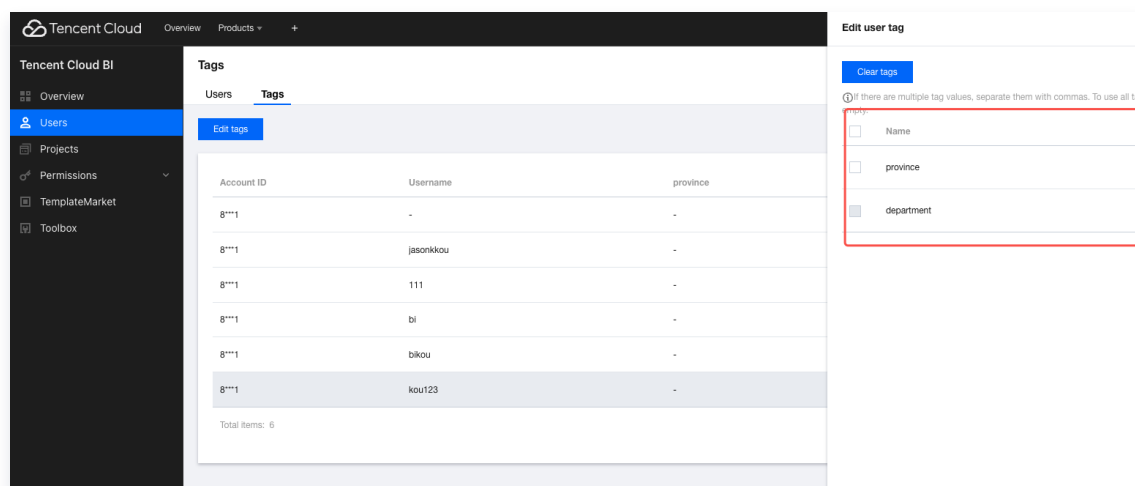 Tencent Cloud Overview Products +
Tencent Cloud BI
Overview
Users
Projects
Permissions
TemplateMarket
Toolbox
Tags
Users Tags
Edit tags
Account ID Username province
8***1 - -
8***1 jasonkkou -
8***1 111 -
8***1 bi -
8***1 bikou -
8***1 kou123 -
Total items: 6
Edit user tag
Clear tags
If there are multiple tag values, separate them with commas. To use all
empty.
Name
province
department